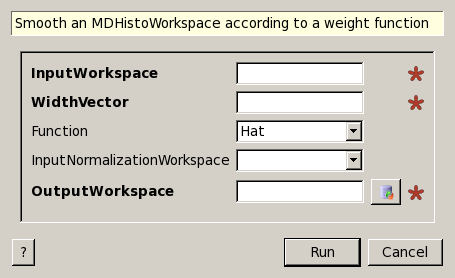 Smooth an MDHistoWorkspace according to a weight function
InputWorkspace
WidthVector
Function Hat
InputNormalizationWorkspace
OutputWorkspace
? Run Cancel